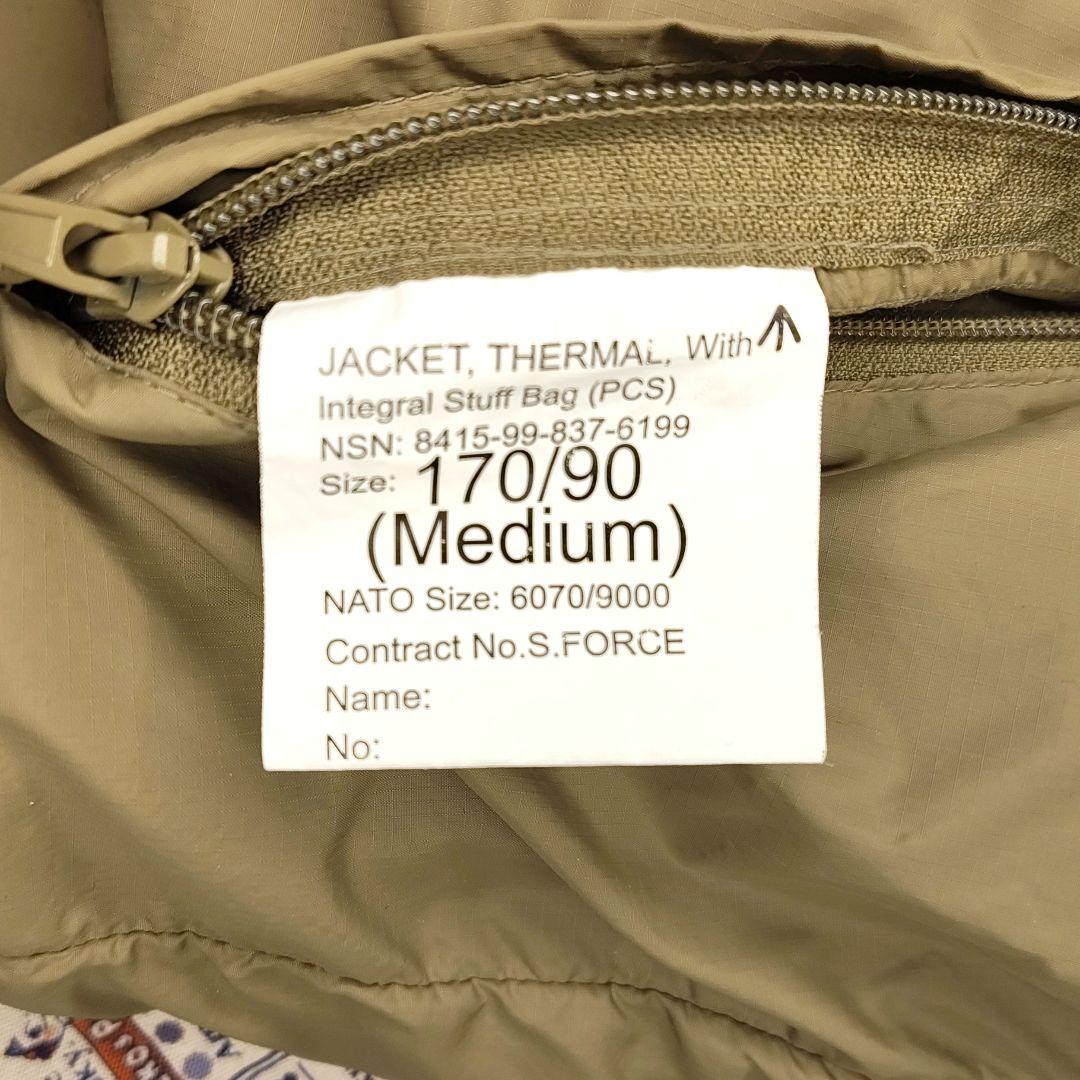 JACKET, THERMAL, With
Integral Stuff Bag (PCS)
NSN: 8415-99-837-6199
Size: 170/90
(Medium)
NATO Size: 6070/9000
Contract No.S.FORCE
Name:
No: